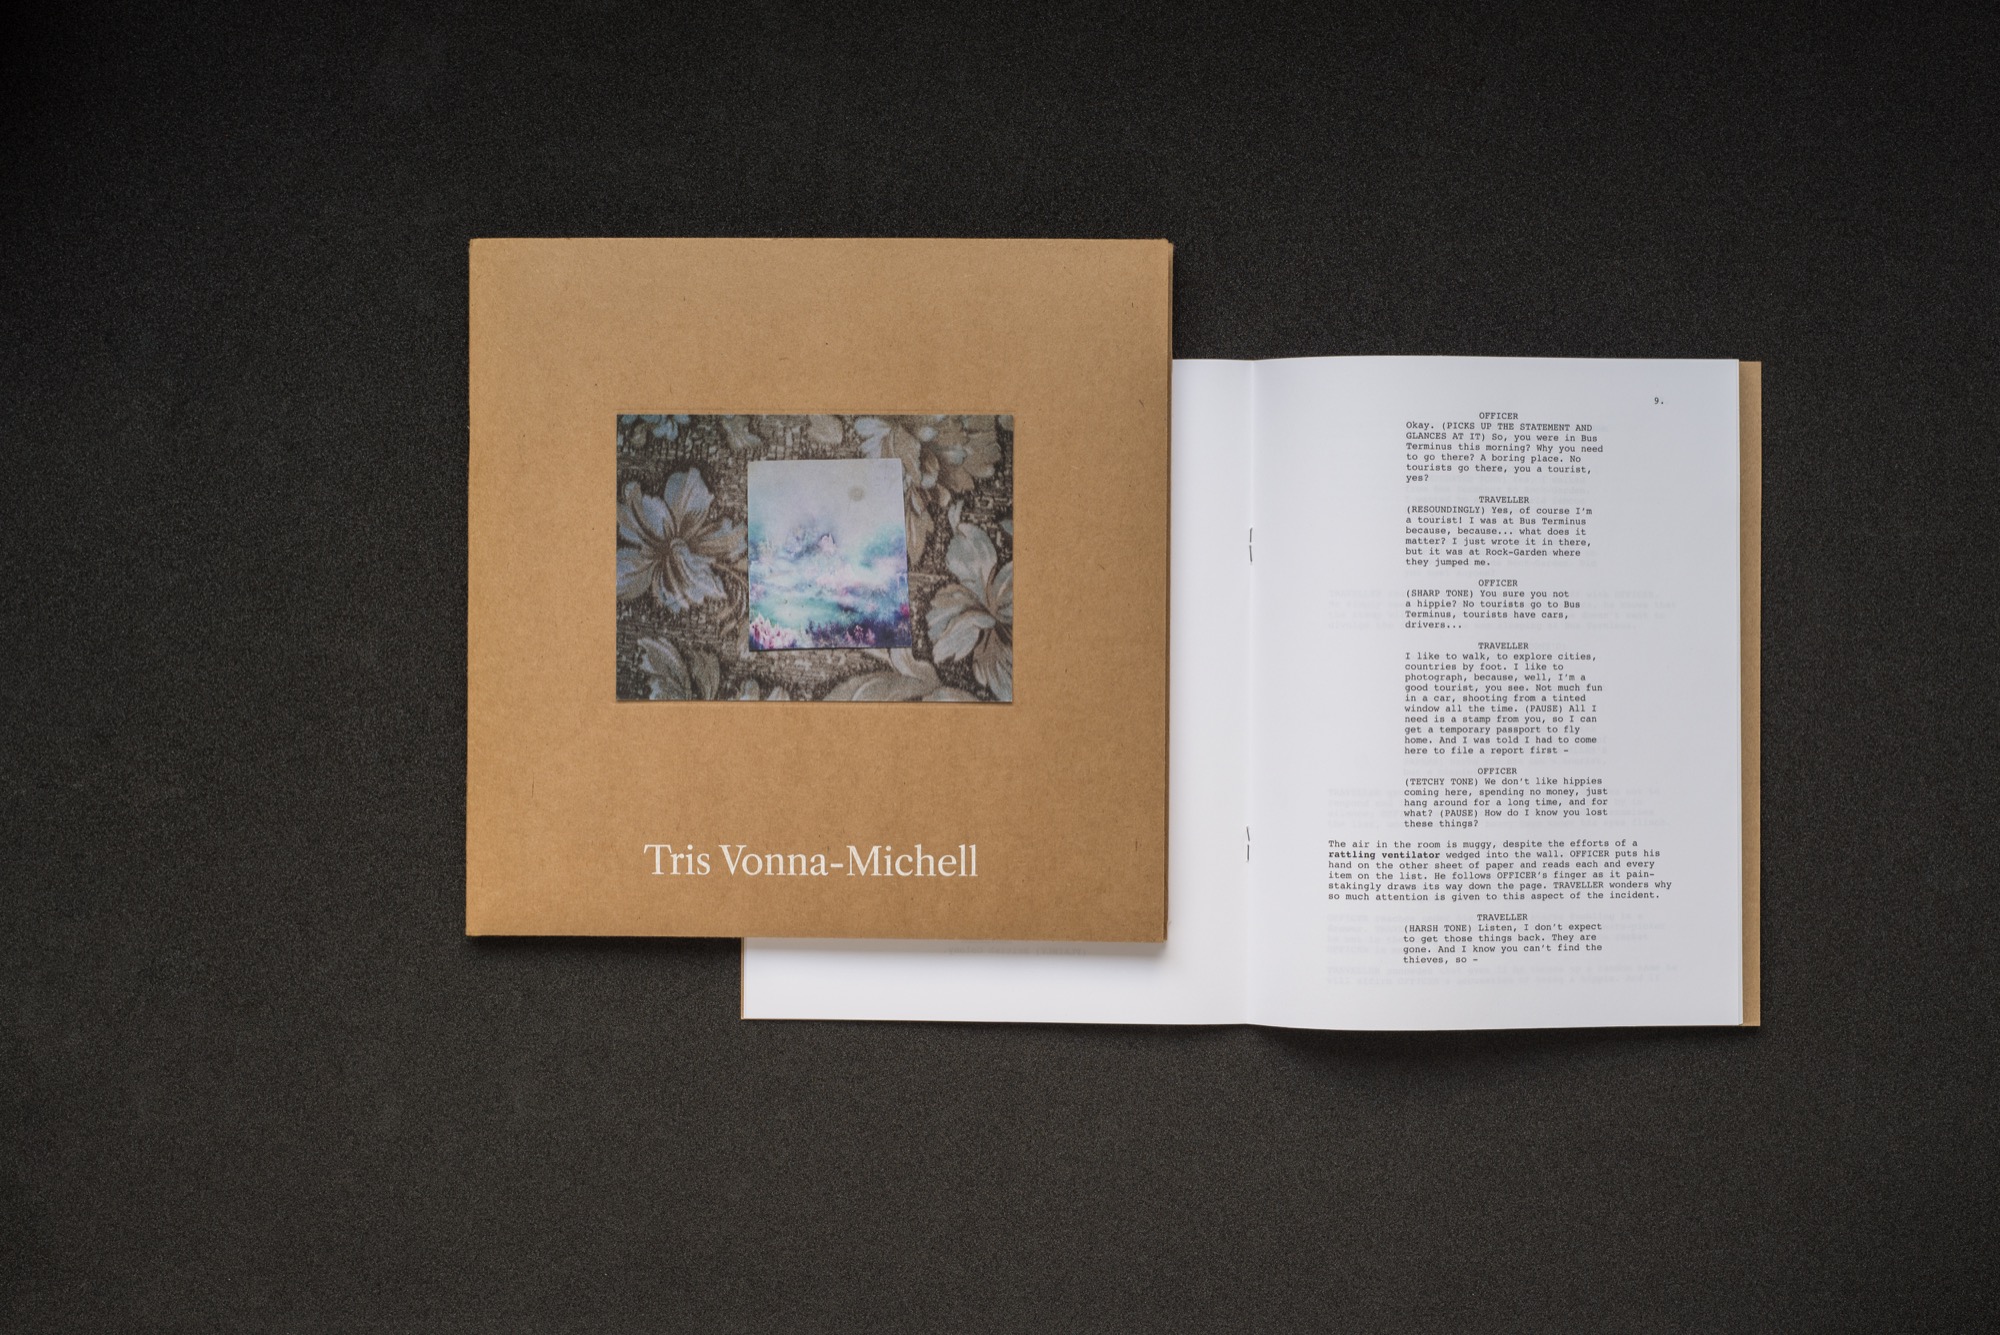 Tris Vonna-Michell
9.
OFFICER
Okay. (PICKS UP THE STATEMENT AND
GLANCES AT IT) So, you were in Bus
Terminus this morning? Why you need
to go there? A boring place. No
tourists go there, you a tourist,
yes?
TRAVELLER
(RESOUNDINGLY) Yes, of course I'm
a tourist! I was at Bus Terminus
because, because... what does it
matter? I just wrote it in there,
but it was at Rock-Garden where
they jumped me.
OFFICER
(SHARP TONE) You sure you not
a hippie? No tourists go to Bus
Terminus, tourists have cars,
drivers...
TRAVELLER
I like to walk, to explore cities,
countries by foot. I like to
photograph, because, well, I'm a
good tourist, you see. Not much fun
in a car, shooting from a tinted
window all the time. (PAUSE) All I
need is a stamp from you, so I can
get a temporary passport to fly
home. And I was told I had to come
here to file a report first –
OFFICER
(TETCHY TONE) We don't like hippies
coming here, spending no money, just
hang around for a long time, and for
what? (PAUSE) How do I know you lost
these things?
The air in the room is muggy, despite the efforts of a
rattling ventilator wedged into the wall. OFFICER puts his
hand on the other sheet of paper and reads each and every
item on the list. He follows OFFICER's finger as it pain-
stakingly draws its way down the page. TRAVELLER wonders why
so much attention is given to this aspect of the incident.
TRAVELLER
(HARSH TONE) Listen, I don't expect
to get those things back. They are
gone. And I know you can't find the
thieves, so –